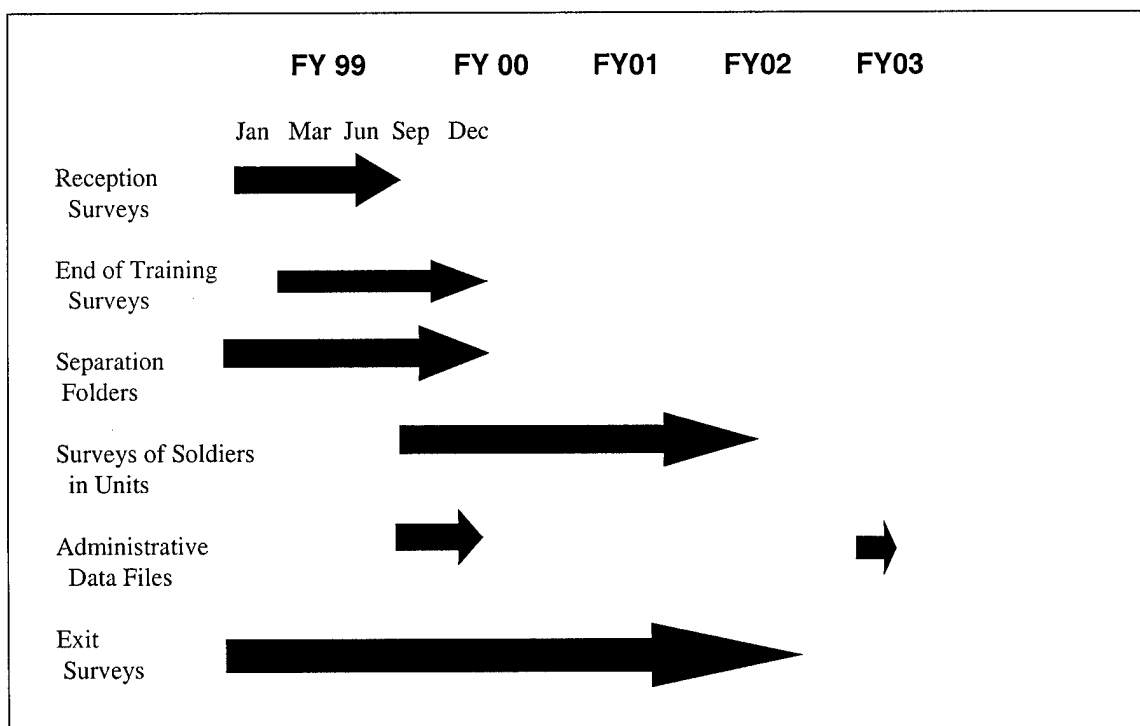 FY 99 FY 00 FY01 FY02 FY03
Jan Mar Jun Sep Dec
Reception
Surveys
End of Training
Surveys
Separation
Folders
Surveys of Soldiers
in Units
Administrative
Data Files
Exit
Surveys